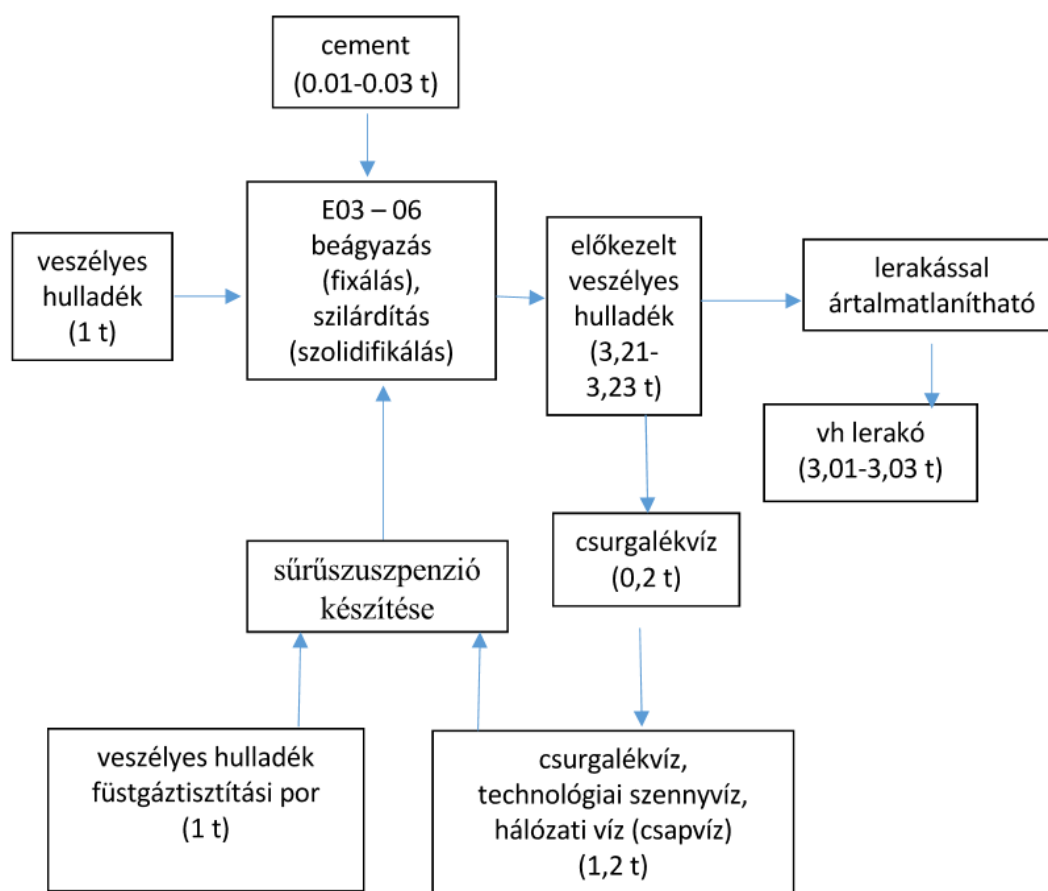 cement
(0.01-0.03 t)
veszélyes
hulladék
(1 t)
E03 – 06
beágyazás
(fixálás),
szilárdítás
(szolidifikálás)
előkezelt
veszélyes
hulladék
(3,21-
3,23 t)
lerakással
ártalmatlanítható
vh lerakó
(3,01-3,03 t)
csurgalékvíz
(0,2 t)
sűrűszuszpenzió
készítése
veszélyes hulladék
füstgáztisztítási por
(1 t)
csurgalékvíz,
technológiai szennyvíz,
hálózati víz (csapvíz)
(1,2 t)